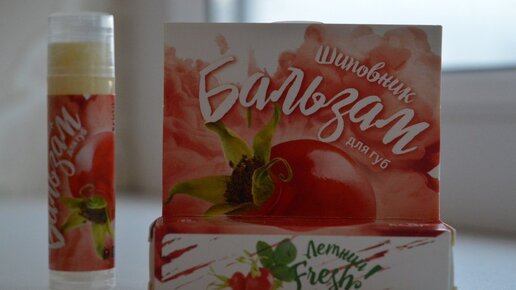 Бальзам
Шиповник
Бальзам
для губ
Летний
Fresh!